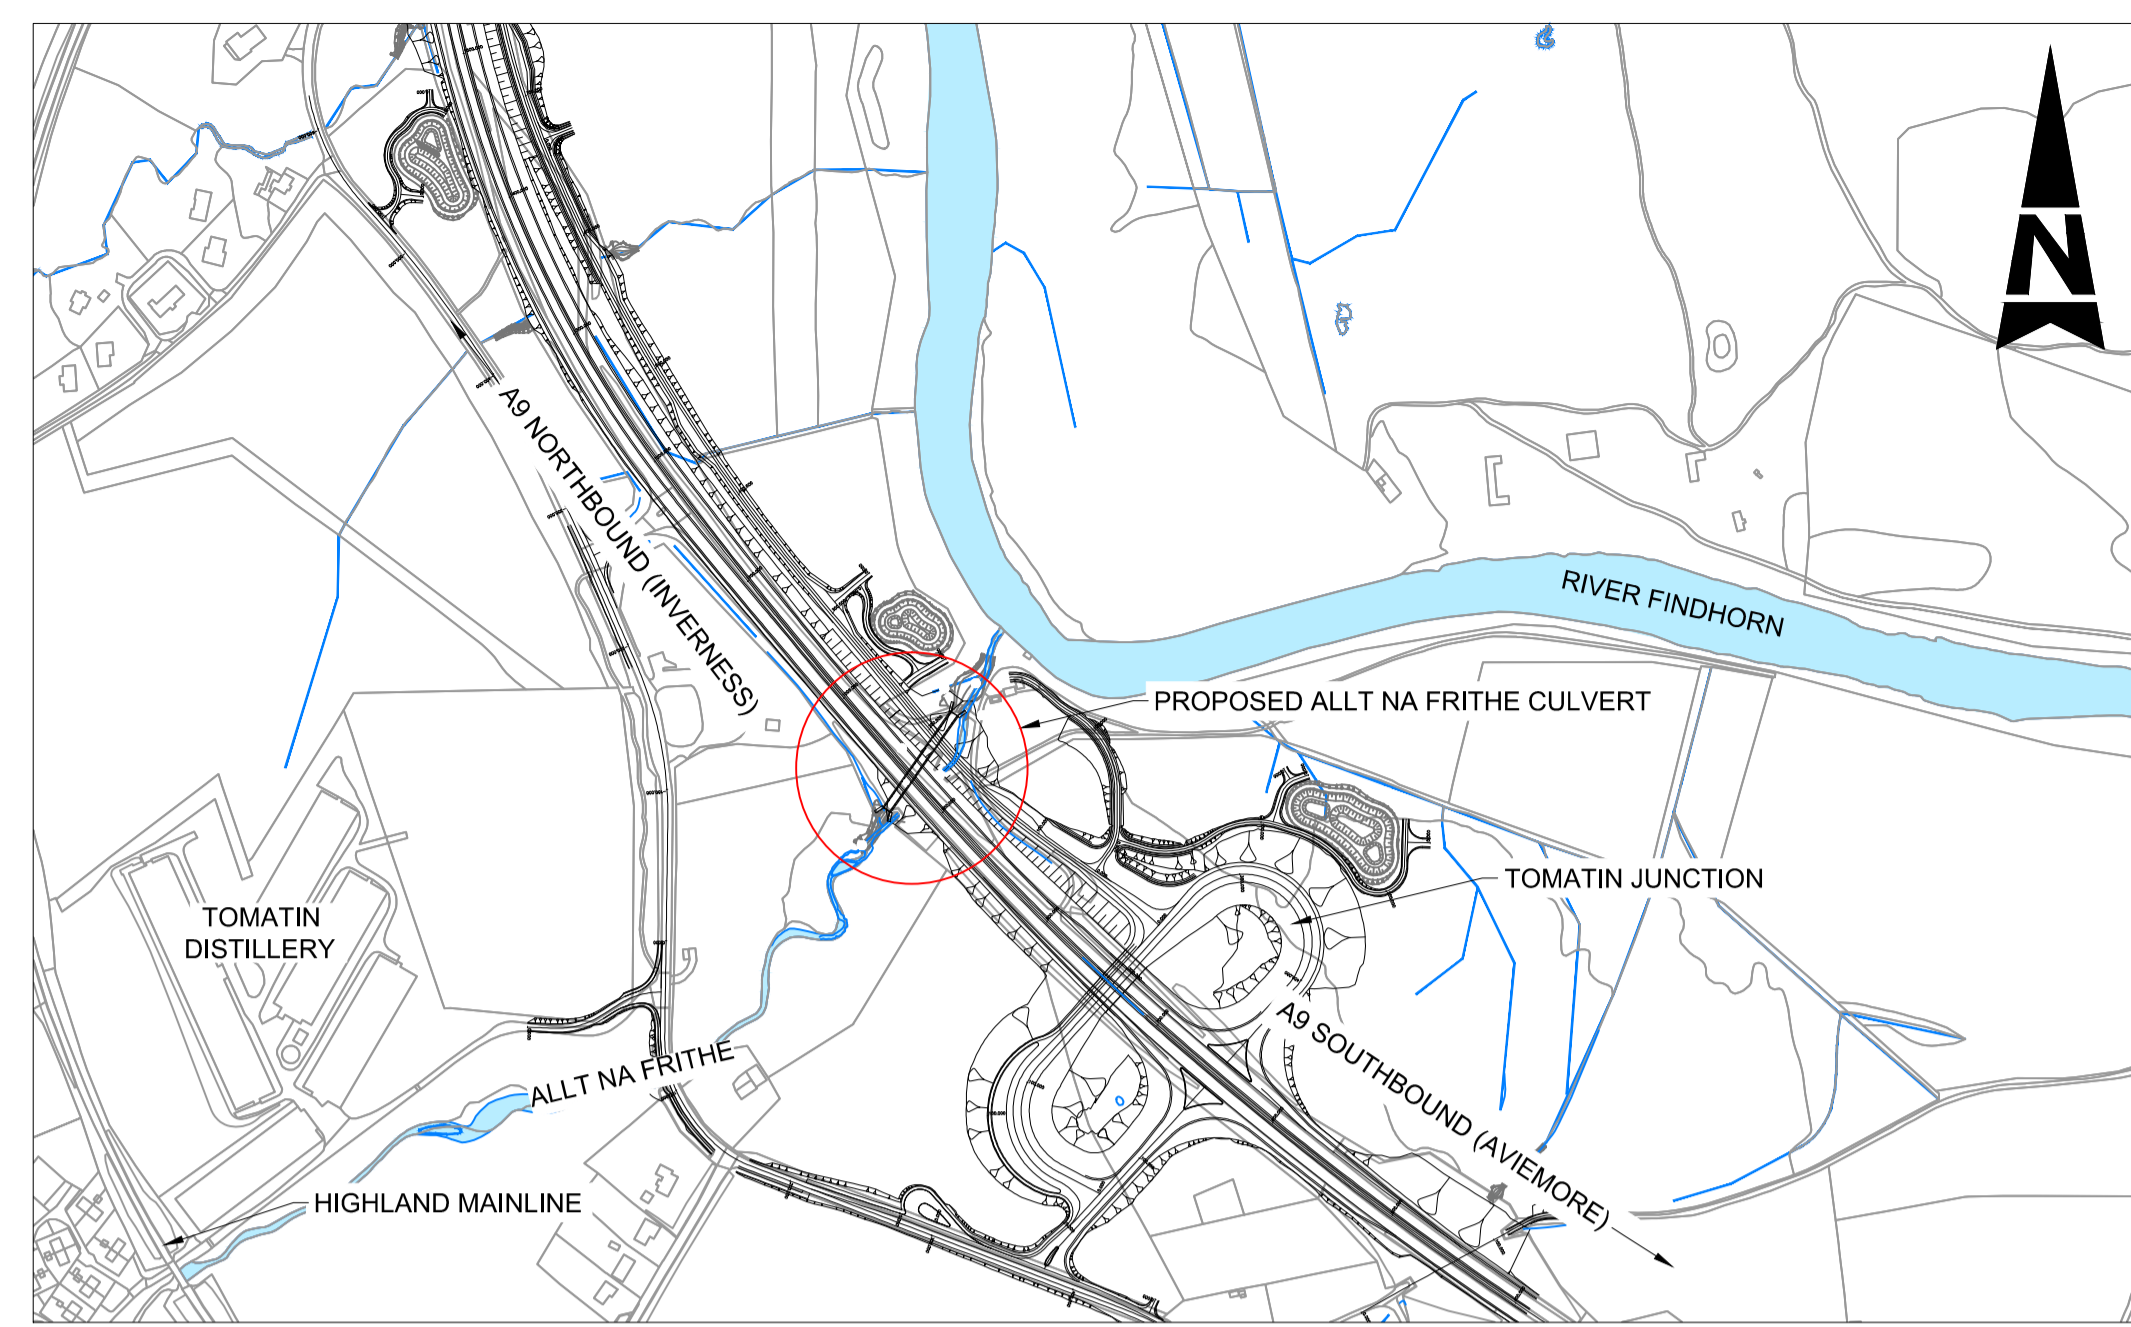 N
A9 NORTHBOUND (INVERNESS)
RIVER FINDHORN
PROPOSED ALLT NA FRITHE CULVERT
TOMATIN JUNCTION
TOMATIN
DISTILLERY
A9 SOUTHBOUND (AVIEMORE)
ALLT NA FRITHE
HIGHLAND MAINLINE